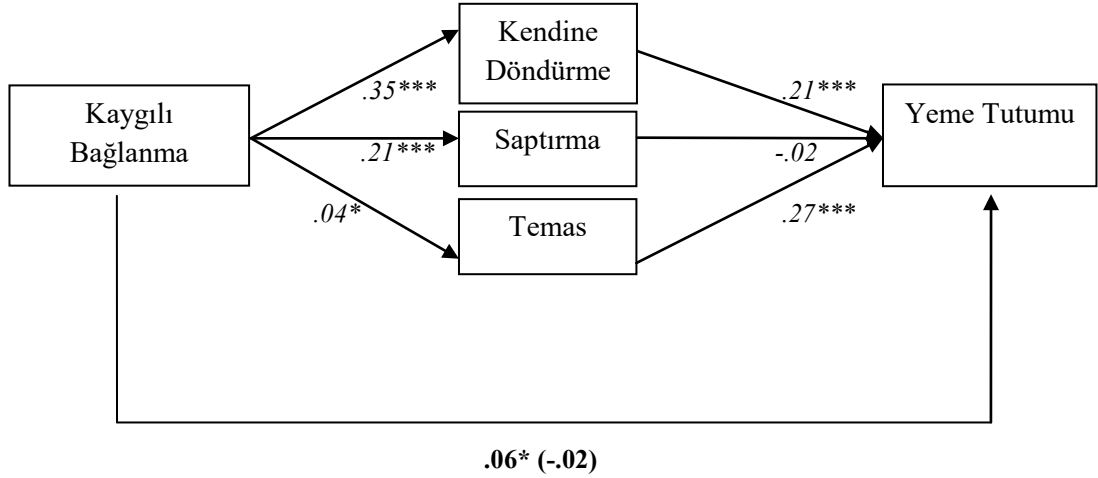 Kendine
Döndürme
.35***
.21***
Kaygılı
Bağlanma
Yeme Tutumu
Saptırma
.21***
-.02
.04*
Temas
.27***
.06* (-.02)